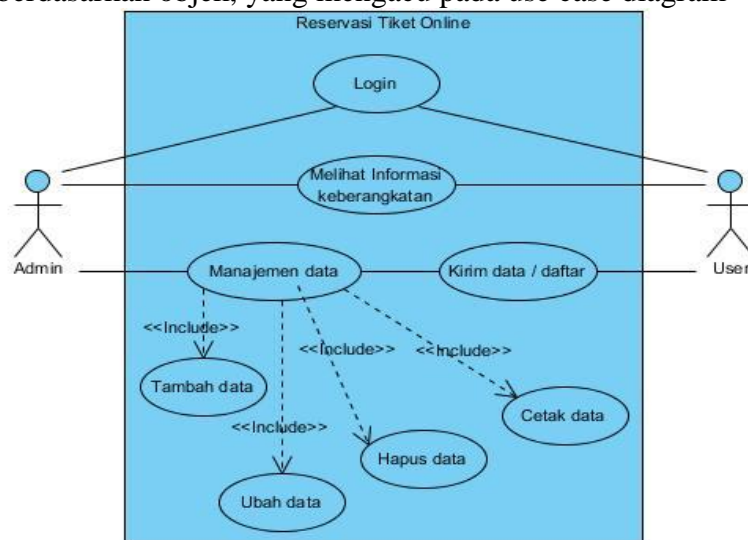 berdasarkan objek, yang mengacu pada use case diagram
Reservasi Tiket Online
Login
Melihat Informasi
keberangkatan
Admin
Manajemen data
Kirim data / daftar
User
<<Include>>
<<Include>>
<<Include>>
Tambah data
Cetak data
<<Include>>
Hapus data
Ubah data